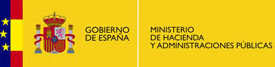 GOBIERNO
DE ESPAÑA
MINISTERIO
DE HACIENDA
Y ADMINISTRACIONES PÚBLICAS